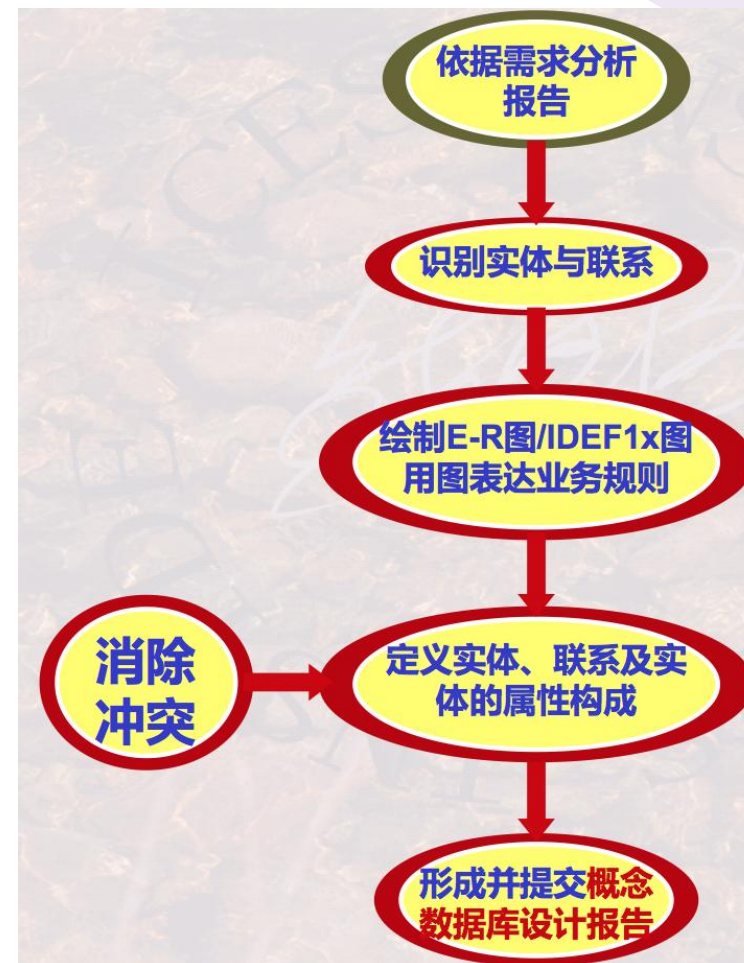 依据需求分析
报告
识别实体与联系
绘制E-R图/IDEF1x图
用图表达业务规则
消除
冲突
定义实体、联系及实
体的属性构成
形成并提交概念
数据库设计报告